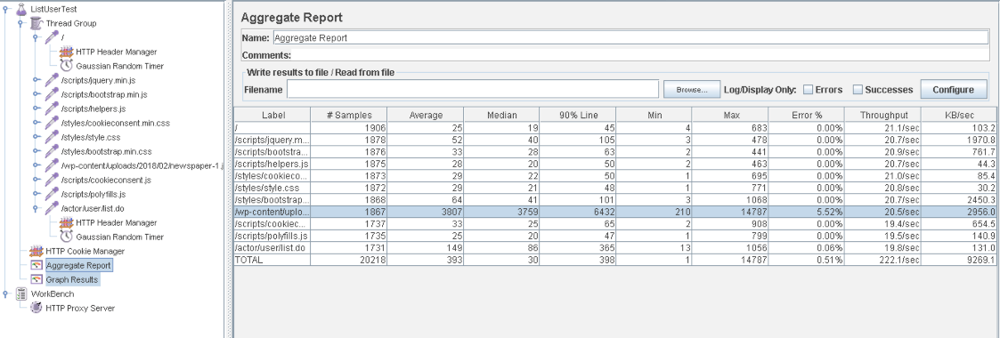 ListUserTest
Thread Group
/
HTTP Header Manager
Gaussian Random Timer
/scripts/jquery.min.js
/scripts/bootstrap.min.js
/scripts/helpers.js
/styles/cookieconsent.min.css
/styles/style.css
/styles/bootstrap.min.css
/wp-content/uploads/2018/02/newspaper-1.j
/scripts/cookieconsent.js
/scripts/polyfills.js
/actor/user/list.do
HTTP Header Manager
Gaussian Random Timer
HTTP Cookie Manager
Aggregate Report
Graph Results
WorkBench
HTTP Proxy Server
Aggregate Report
Name: Aggregate Report
Comments:
Write results to file / Read from file
Filename Browse... Log/Display Only: Errors Successes Configure
Label # Samples Average Median 90% Line Min Max Error % Throughput KB/sec
/ 1906 25 19 45 4 683 0.00% 21.1/sec 103.2
/scripts/jquery.m... 1878 52 40 105 3 478 0.00% 20.7/sec 1970.8
/scripts/bootstra... 1876 33 28 63 2 441 0.00% 20.9/sec 761.7
/scripts/helpers.js 1875 28 20 50 2 463 0.00% 20.7/sec 44.3
/styles/cookieco... 1873 29 22 50 1 695 0.00% 21.0/sec 85.4
/styles/style.css 1872 29 21 48 1 771 0.00% 20.8/sec 30.2
/styles/bootstrap... 1868 64 41 101 3 1068 0.00% 20.7/sec 2450.3
/wp-content/uplo... 1867 3807 3759 6432 210 14787 5.52% 20.5/sec 2956.0
/scripts/cookiec... 1737 33 25 65 2 908 0.00% 19.4/sec 654.5
/scripts/polyfills.js 1735 25 20 47 1 799 0.00% 19.5/sec 140.9
/actor/user/list.do 1731 149 86 365 13 1056 0.06% 19.8/sec 131.0
TOTAL 20218 393 30 398 1 14787 0.51% 222.1/sec 9269.1